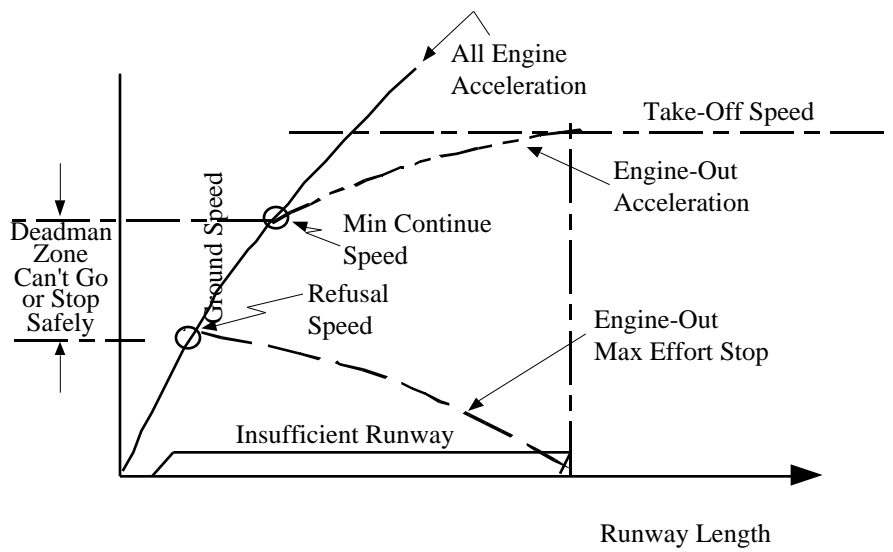 All Engine
Acceleration
Take-Off Speed
Engine-Out
Acceleration
Ground Speed
Min Continue
Speed
Deadman
Zone
Can't Go
or Stop
Safely
Refusal
Speed
Engine-Out
Max Effort Stop
Insufficient Runway
Runway Length